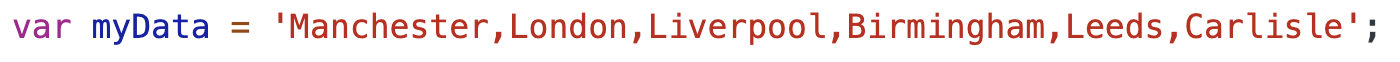 var myData = 'Manchester,London,Liverpool,Birmingham,Leeds,Carlisle';